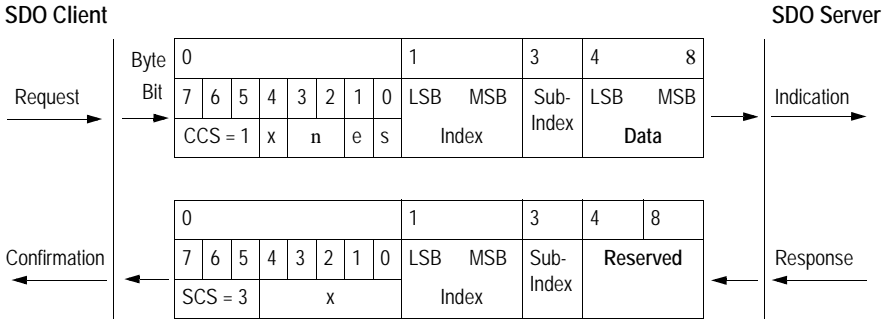 SDO Client SDO Server
Byte 0 1 3 4 8
Request Bit 7 6 5 4 3 2 1 0 LSB MSB Sub-Index LSB MSB Indication
CCS = 1 x n e s Index Data
0 1 3 4 8
Confirmation 7 6 5 4 3 2 1 0 LSB MSB Sub-Index Reserved Response
SCS = 3 x Index